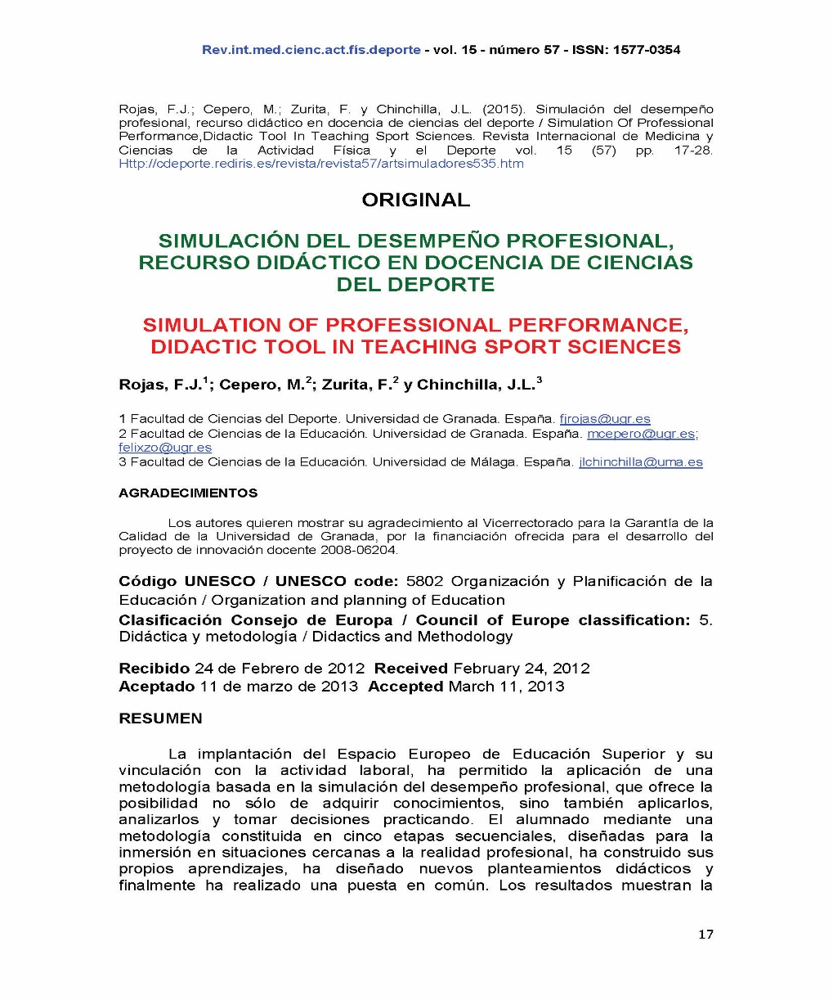 Rev.int.med.cienc.act.fís.deporte - vol. 15 - número 57 - ISSN: 1577-0354
Rojas, F.J.; Cepero, M.; Zurita, F. y Chinchilla, J.L. (2015). Simulación del desempeño
profesional, recurso didáctico en docencia de ciencias del deporte / Simulation Of Professional
Performance,Didactic Tool In Teaching Sport Sciences. Revista Internacional de Medicina y
Ciencias de la Actividad Física y el Deporte vol. 15 (57) pp. 17-28.
Http://cdeporte.rediris.es/revista/revista57/artsimuladores535.htm
ORIGINAL
SIMULACIÓN DEL DESEMPEÑO PROFESIONAL,
RECURSO DIDÁCTICO EN DOCENCIA DE CIENCIAS
DEL DEPORTE
SIMULATION OF PROFESSIONAL PERFORMANCE,
DIDACTIC TOOL IN TEACHING SPORT SCIENCES
Rojas, F.J.¹; Cepero, M.²; Zurita, F.² y Chinchilla, J.L.³
1 Facultad de Ciencias del Deporte. Universidad de Granada. España. fjrojas@ugr.es
2 Facultad de Ciencias de la Educación. Universidad de Granada. España. mcepero@ugr.es;
felixzo@ugr.es
3 Facultad de Ciencias de la Educación. Universidad de Málaga. España. jlchinchilla@uma.es
AGRADECIMIENTOS
Los autores quieren mostrar su agradecimiento al Vicerrectorado para la Garantía de la
Calidad de la Universidad de Granada, por la financiación ofrecida para el desarrollo del
proyecto de innovación docente 2008-06204.
Código UNESCO / UNESCO code: 5802 Organización y Planificación de la
Educación / Organization and planning of Education
Clasificación Consejo de Europa / Council of Europe classification: 5.
Didáctica y metodología / Didactics and Methodology
Recibido 24 de Febrero de 2012 Received February 24, 2012
Aceptado 11 de marzo de 2013 Accepted March 11, 2013
RESUMEN
La implantación del Espacio Europeo de Educación Superior y su
vinculación con la actividad laboral, ha permitido la aplicación de una
metodología basada en la simulación del desempeño profesional, que ofrece la
posibilidad no sólo de adquirir conocimientos, sino también aplicarlos,
analizarlos y tomar decisiones practicando. El alumnado mediante una
metodología constituida en cinco etapas secuenciales, diseñadas para la
inmersión en situaciones cercanas a la realidad profesional, ha construido sus
propios aprendizajes, ha diseñado nuevos planteamientos didácticos y
finalmente ha realizado una puesta en común. Los resultados muestran la
17